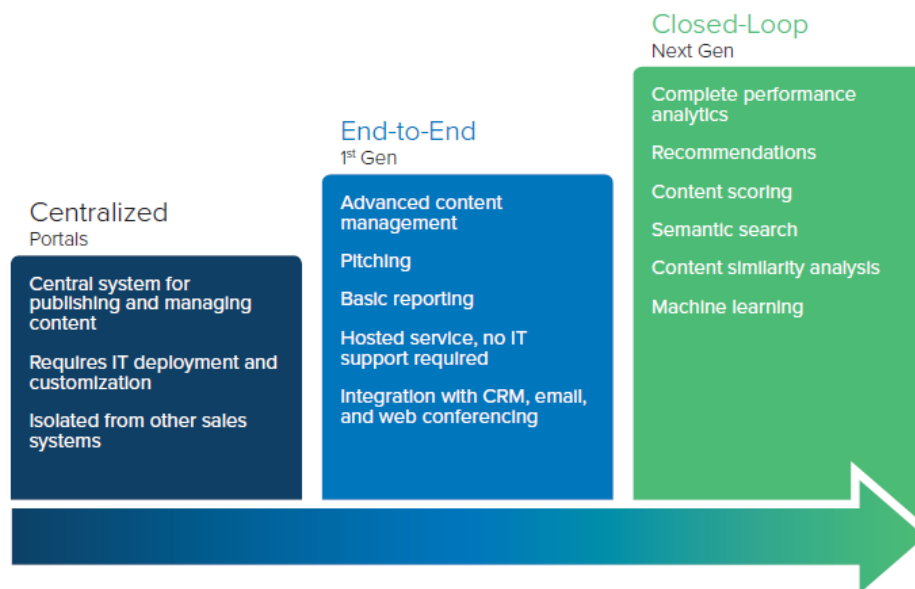 Centralized
Portals
Central system for
publishing and managing
content
Requires IT deployment and
customization
Isolated from other sales
systems
End-to-End
1st Gen
Advanced content
management
Pitching
Basic reporting
Hosted service, no IT
support required
Integration with CRM, email,
and web conferencing
Closed-Loop
Next Gen
Complete performance
analytics
Recommendations
Content scoring
Semantic search
Content similarity analysis
Machine learning